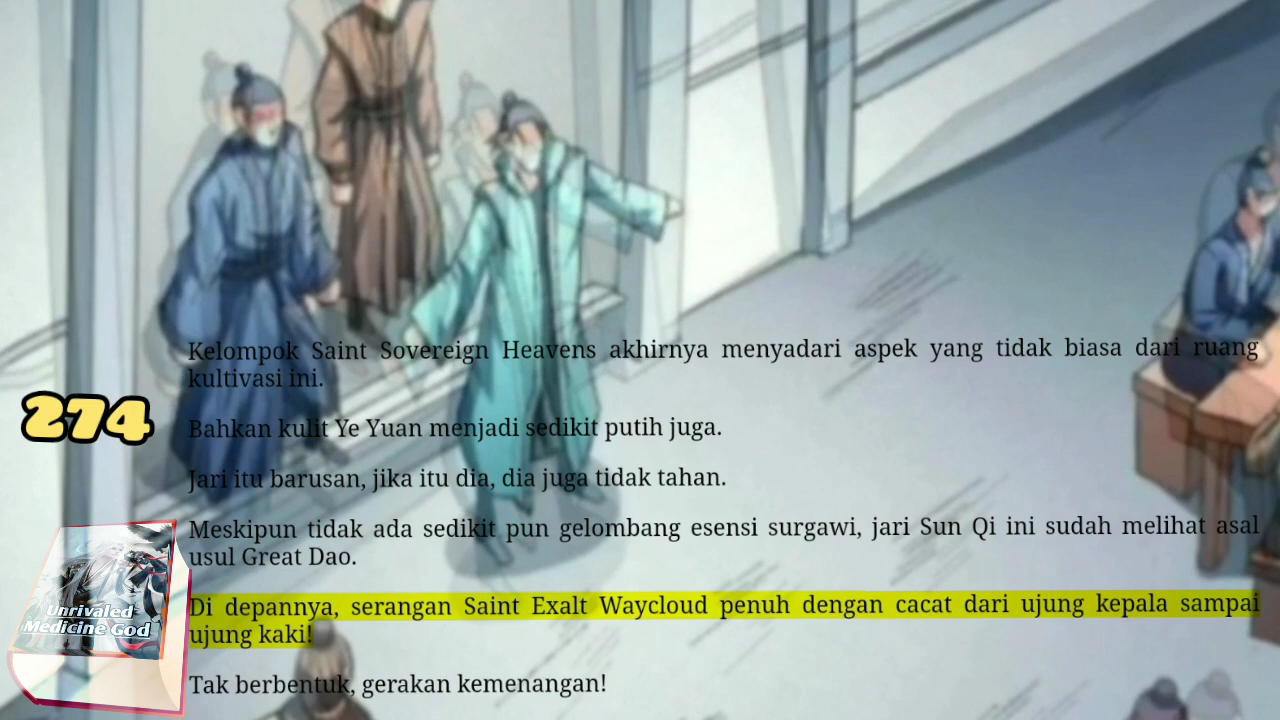 Kelompok Saint Sovereign Heavens akhirnya menyadari aspek yang tidak biasa dari ruang
kultivasi ini.
Bahkan kulit Ye Yuan menjadi sedikit putih juga.
274
Jari itu barusan, jika itu dia, dia juga tidak tahan.
Meskipun tidak ada sedikit pun gelombang esensi surgawi, jari Sun Qi ini sudah melihat asal
usul Great Dao.
Di depannya, serangan Saint Exalt Waycloud penuh dengan cacat dari ujung kepala sampai
ujung kaki!
Unrivaled
Medicine God
Tak berbentuk, gerakan kemenangan!